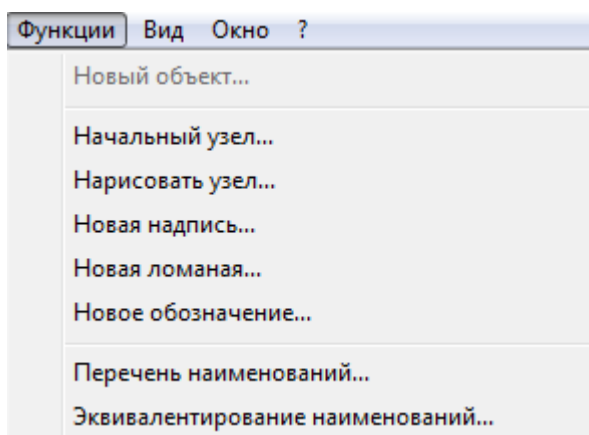 Функции Вид Окно ?
Новый объект...
Начальный узел...
Нарисовать узел...
Новая надпись...
Новая ломаная...
Новое обозначение...
Перечень наименований...
Эквивалентирование наименований...